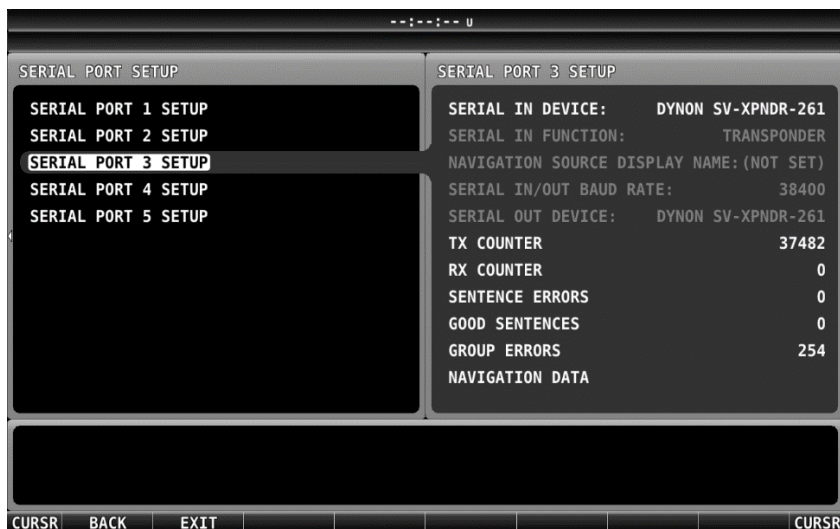 --:--:-- U
SERIAL PORT SETUP
SERIAL PORT 1 SETUP
SERIAL PORT 2 SETUP
SERIAL PORT 3 SETUP
SERIAL PORT 4 SETUP
SERIAL PORT 5 SETUP
SERIAL PORT 3 SETUP
SERIAL IN DEVICE: DYNON SV-XPNDR-261
SERIAL IN FUNCTION: TRANSPONDER
NAVIGATION SOURCE DISPLAY NAME:(NOT SET)
SERIAL IN/OUT BAUD RATE: 38400
SERIAL OUT DEVICE: DYNON SV-XPNDR-261
TX COUNTER 37482
RX COUNTER 0
SENTENCE ERRORS 0
GOOD SENTENCES 0
GROUP ERRORS 254
NAVIGATION DATA
CURSR BACK EXIT CURSR